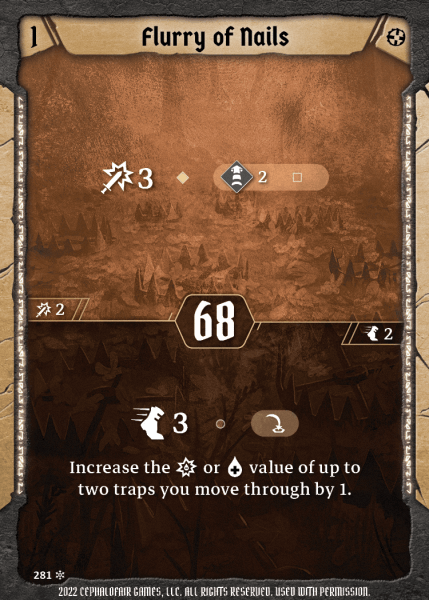 1
Flurry of Nails
3
2
2
68
2
3
Increase the or value of up to
two traps you move through by 1.
281
2022 CEPHALOFAIR GAMES, LLC. ALL RIGHTS RESERVED. USED WITH PERMISSION.